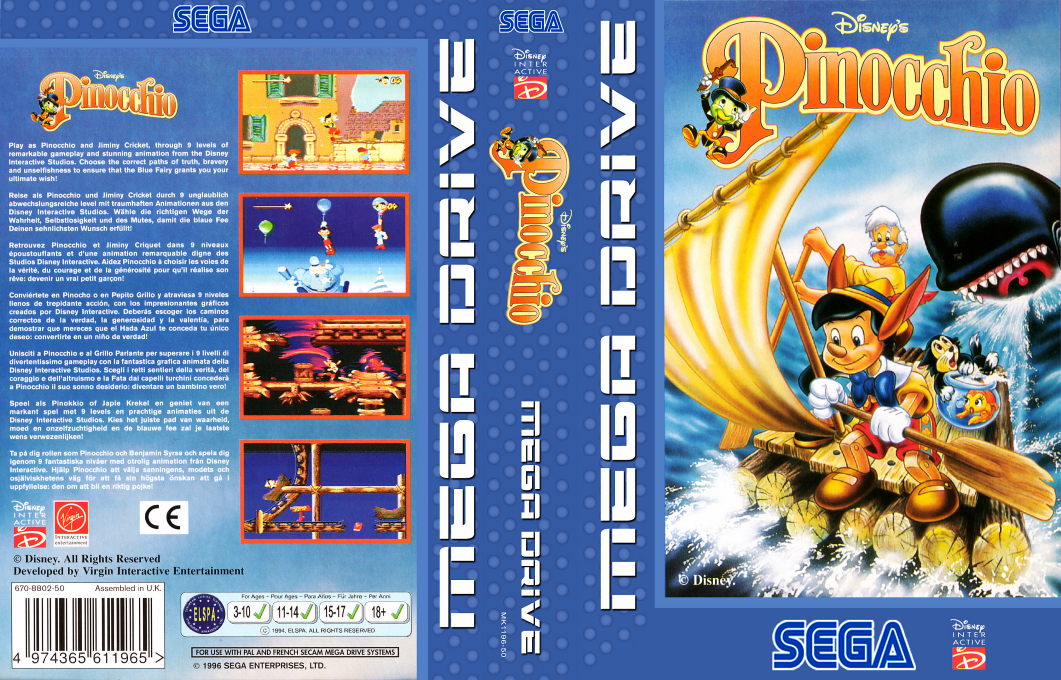 SEGA
Disney's
Pinocchio
Play as Pinocchio and Jiminy Cricket, through 9 levels of
remarkable gameplay and stunning animation from the Disney
Interactive Studios. Choose the correct paths of truth, bravery
and unselfishness to ensure that the Blue Fairy grants you your
ultimate wish!
Reise als Pinocchio und Jiminy Cricket durch 9 unglaublich
abwechslungsreiche level mit traumhaften Animationen aus den
Disney Interactive Studios. Wähle die richtigen Wege der
Wahrheit, Selbstlosigkeit und des Mutes, damit die blaue Fee
Deinen sehnlichsten Wunsch erfüllt!
Retrouvez Pinocchio et Jiminy Criquet dans 9 niveaux
époustouflants et d'une animation remarquable digne des
Studios Disney Interactive. Aidez Pinocchio à choisir les voies de
la vérité, du courage et de la générosité pour qu'il réalise son
rêve: devenir un vrai petit garçon!
Conviértete en Pinocho o en Pepito Grillo y atraviesa 9 niveles
llenos de trepidante acción, con los impresionantes gráficos
creados por Disney Interactive. Deberás escoger los caminos
correctos de la verdad, la generosidad y la valentía, para
demostrar que mereces que el Hada Azul te conceda tu único
deseo: convertirte en un niño de verdad!
Unisciti a Pinocchio e al Grillo Parlante per superare i 9 livelli di
divertentissimo gameplay con la fantastica grafica animata della
Disney Interactive Studios. Scegli i retti sentieri della verità, del
coraggio e dell'altruismo e la Fata dai capelli turchini concederà
a Pinocchio il suo sonno desiderio: diventare un bambino vero!
Speel als Pinokkio of Japie Krekel en geniet van een
markant spel met 9 levels en prachtige animaties uit de
Disney Interactive Studios. Kies het juiste pad van waarheid,
moed en onzelfzuchtigheid en de blauwe fee zal je laatste
wens verwezenlijken!
Ta på dig rollen som Pinocchio och Benjamin Syrsa och spela dig
igenom 9 fantastiska nivåer med otrolig animation från Disney
Interactive. Hjälp Pinocchio att välja sanningens, modets och
osjälviskhetens väg för att få sin högsta önskan att gå i
uppfyllelse: den om att bli en riktig pojke!
Disney
INTER
ACTIVE
Virgin
INTERACTIVE
entertainment
CE
© Disney. All Rights Reserved
Developed by Virgin Interactive Entertainment
670-8802-50 Assembled in U.K.
4 974365 611965 >
For Ages ~ Pour Ages ~ Para Años ~ Für Jahre ~ Per Anni
ELSPA
3-10 11-14 15-17 18+
© 1994, ELSPA. ALL RIGHTS RESERVED
FOR USE WITH PAL AND FRENCH SECAM MEGA DRIVE SYSTEMS
© 1996 SEGA ENTERPRISES, LTD.
MEGA DRIVE
SEGA
Disney
INTER
ACTIVE
Disney's
Pinocchio
MEGA DRIVE
MK1196-50
MEGA DRIVE
Disney's
Pinocchio
© Disney.
SEGA
Disney
INTER
ACTIVE